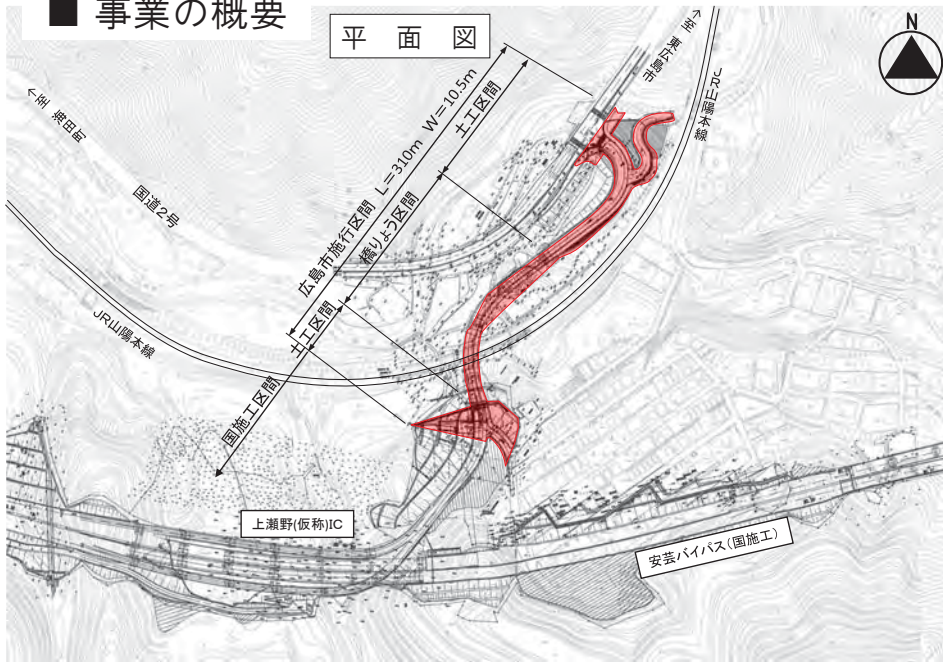 ■ 事業の概要
平 面 図
N
↑至 東広島市
JR山陽本線
↑至 海田町
国道2号
広島市施行区間 L=310m W=10.5m
土工区間
橋りょう区間
土工区間
国施工区間
JR山陽本線
上瀬野(仮称)IC
安芸バイパス(国施工)